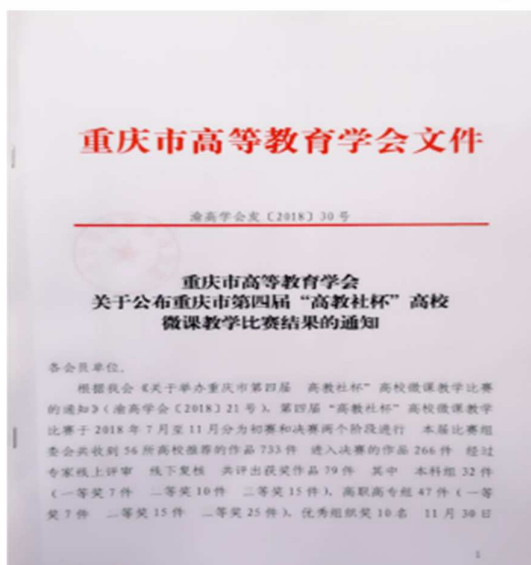 重庆市高等教育学会文件
渝高学会发〔2018〕30号
重庆市高等教育学会
关于公布重庆市第四届“高教社杯”高校
微课教学比赛结果的通知
各会员单位,
根据我会《关于举办重庆市第四届 高教社杯”高校微课教学比赛
的通知》(渝高学会〔2018〕21号), 第四届“高教社杯”高校微课教学
比赛于2018年7月至11月分为初赛和决赛两个阶段进行 本届比赛组
委会共收到56所高校推荐的作品733件 进入决赛的作品266件 经过
专家线上评审 线下复核 共评出获奖作品79件 其中 本科组32件
(一等奖7件 二等奖10件 二等奖15件), 高职高专组47件(一等
奖7件 二等奖15件 二等奖25件), 优秀组织奖10名 11月30日
1